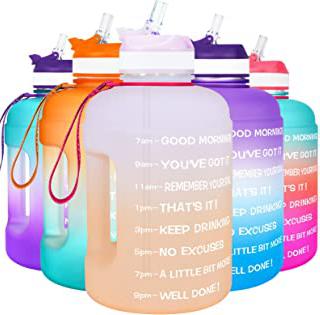 7am- GOOD MORNING
9am- YOU'VE GOT IT
11am- REMEMBER YOUR GOAL
1pm- THAT'S IT!
3pm- KEEP DRINKING
5pm- NO EXCUSES
7pm- A LITTLE BIT MORE
9pm- WELL DONE!